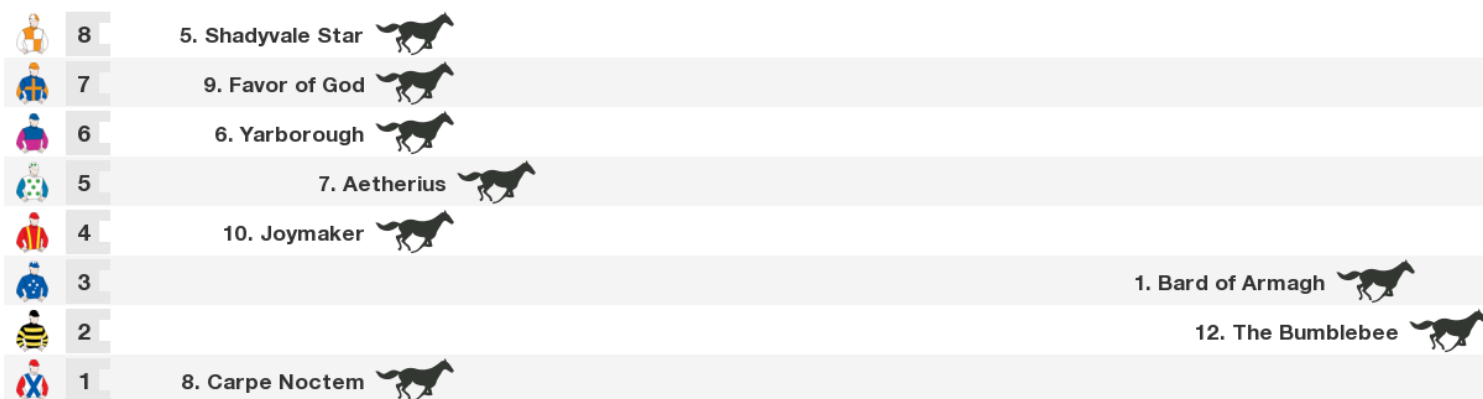 8 5. Shadyvale Star
7 9. Favor of God
6 6. Yarborough
5 7. Aetherius
4 10. Joymaker
3 1. Bard of Armagh
2 12. The Bumblebee
1 8. Carpe Noctem